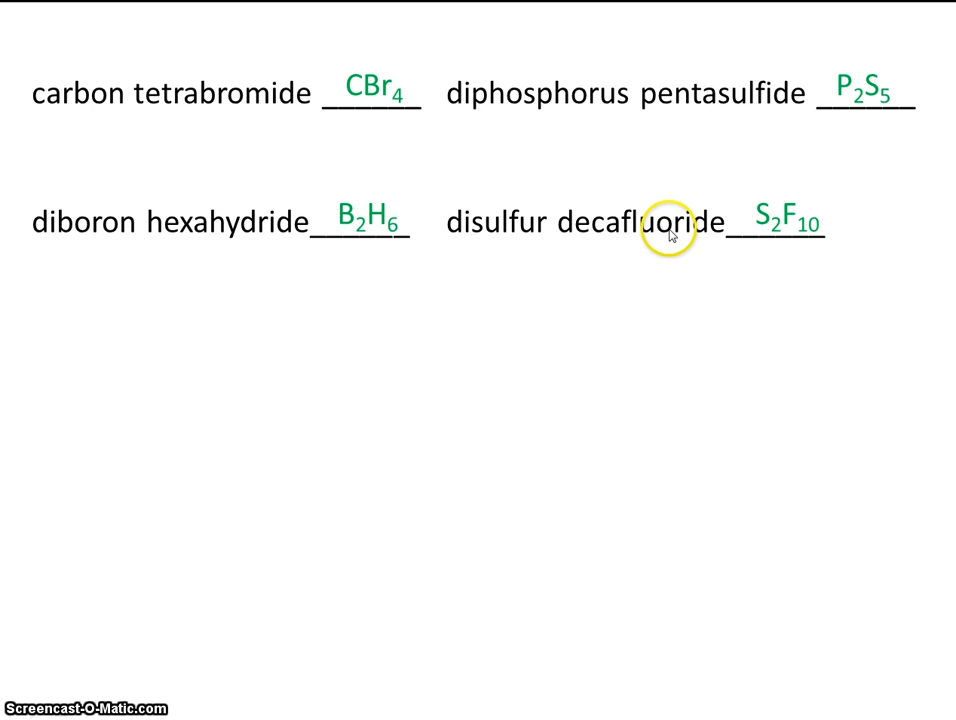 carbon tetrabromide CBr₄ diphosphorus pentasulfide P₂S₅
diboron hexahydride B₂H₆ disulfur decafluoride S₂F₁₀
Screencast-O-Matic.com